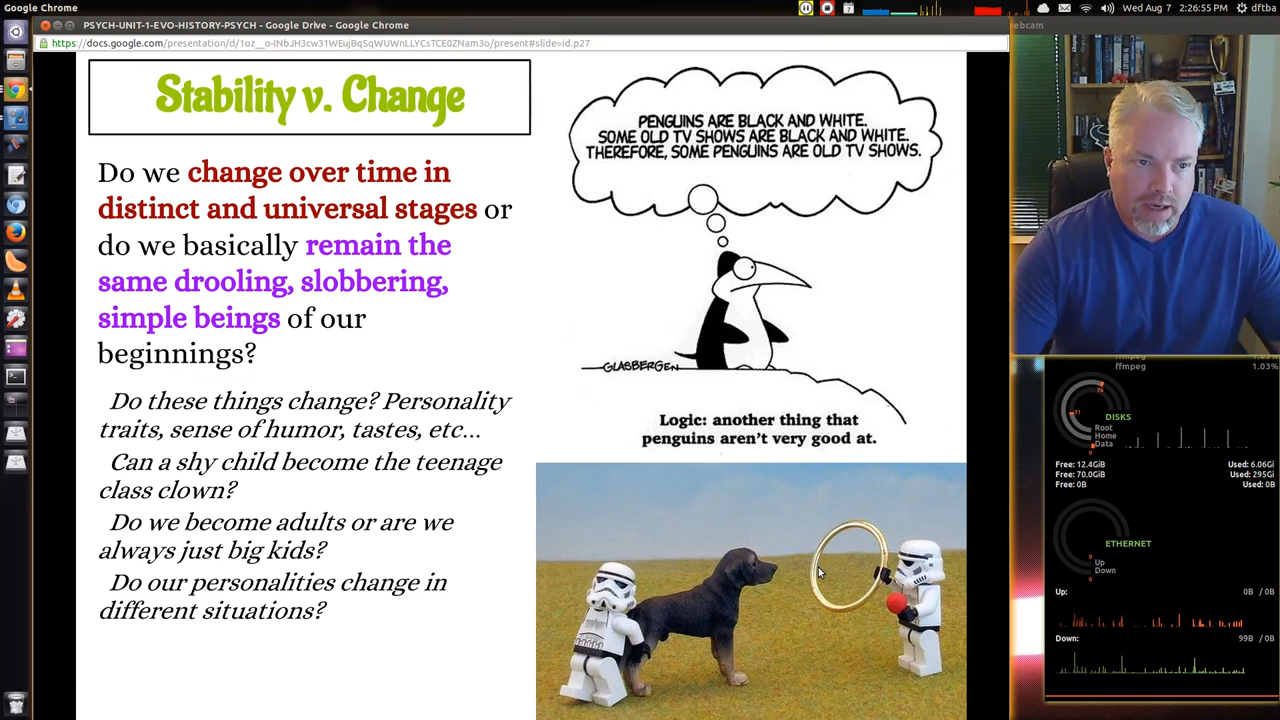 Google Chrome
Wed Aug 7
2:26:55 PM
dftba
PSYCH-UNIT-1-EVO-HISTORY-PSYCH - Google Drive - Google Chrome
ebcam
Stability v. Change
Do we change over time in
distinct and universal stages or
do we basically remain the
same drooling, slobbering,
simple beings of our
beginnings?
Do these things change? Personality
traits, sense of humor, tastes, etc...
Can a shy child become the teenage
class clown?
Do we become adults or are we
always just big kids?
Do our personalities change in
different situations?
PENGUINS ARE BLACK AND WHITE.
SOME OLD TV SHOWS ARE BLACK AND WHITE.
THEREFORE, SOME PENGUINS ARE OLD TV SHOWS.
GLASBERGEN
Logic: another thing that
penguins aren't very good at.
ffmpeg 1.03%
DISKS
Root
Home
Data
Free: 12.4GiB Used: 6.06Gi
Free: 70.0GiB Used: 295Gi
Free: 0B Used: 0B
ETHERNET
Up
Down
Up: 0B / 0B
Down: 99B / 0B